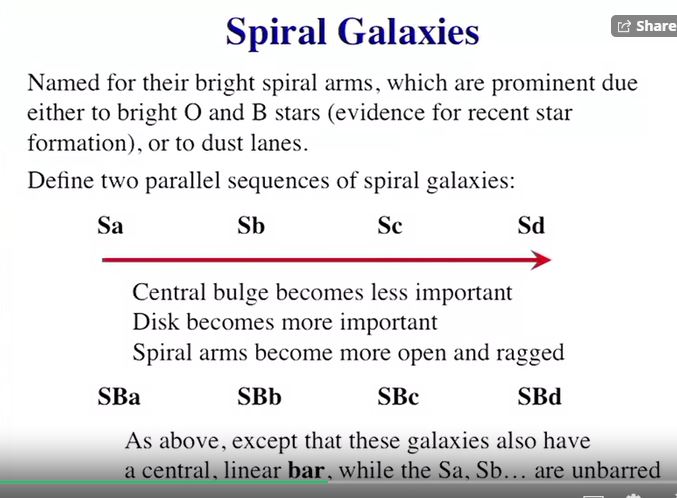 Spiral Galaxies
Share
Named for their bright spiral arms, which are prominent due
either to bright O and B stars (evidence for recent star
formation), or to dust lanes.
Define two parallel sequences of spiral galaxies:
Sa Sb Sc Sd
Central bulge becomes less important
Disk becomes more important
Spiral arms become more open and ragged
SBa SBb SBc SBd
As above, except that these galaxies also have
a central, linear bar, while the Sa, Sb… are unbarred